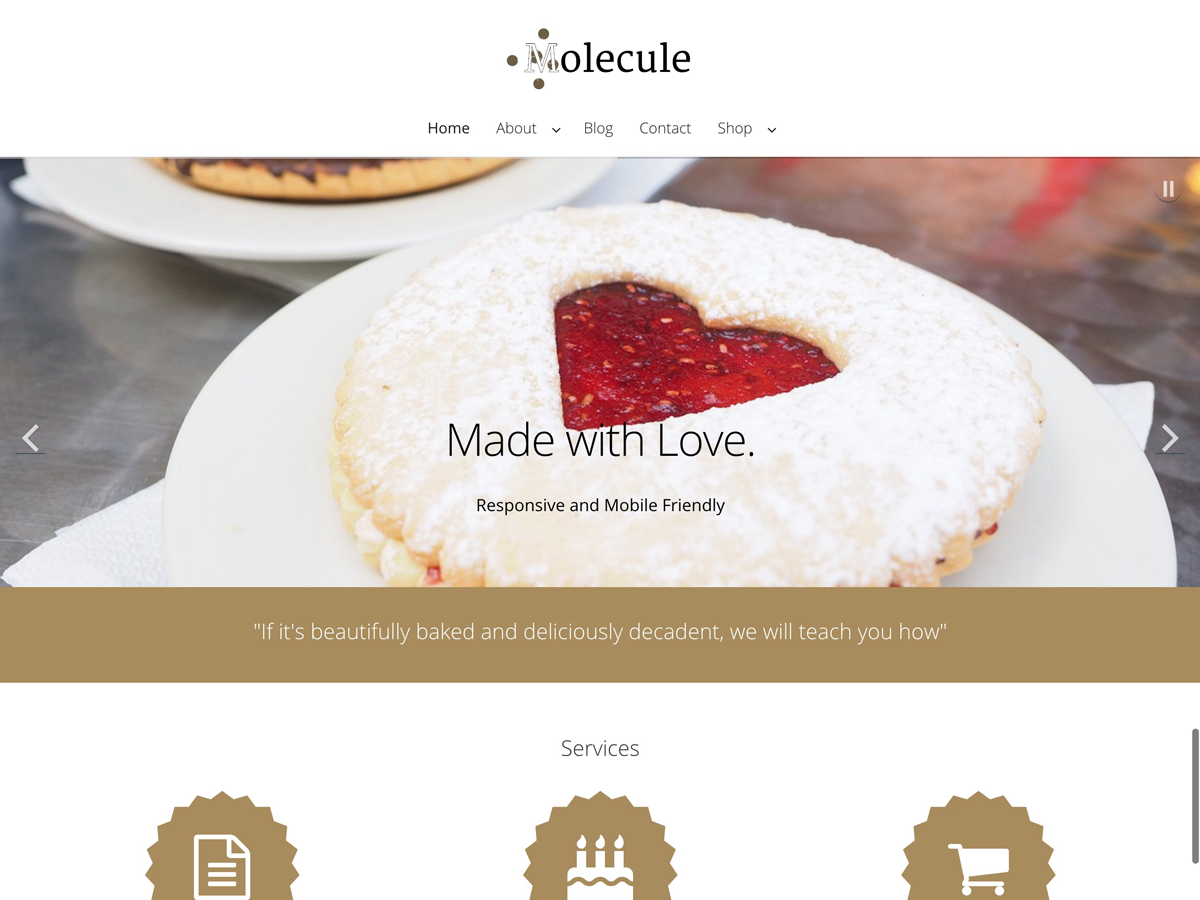 Molecule
Home About Blog Contact Shop
Made with Love.
Responsive and Mobile Friendly
"If it's beautifully baked and deliciously decadent, we will teach you how"
Services